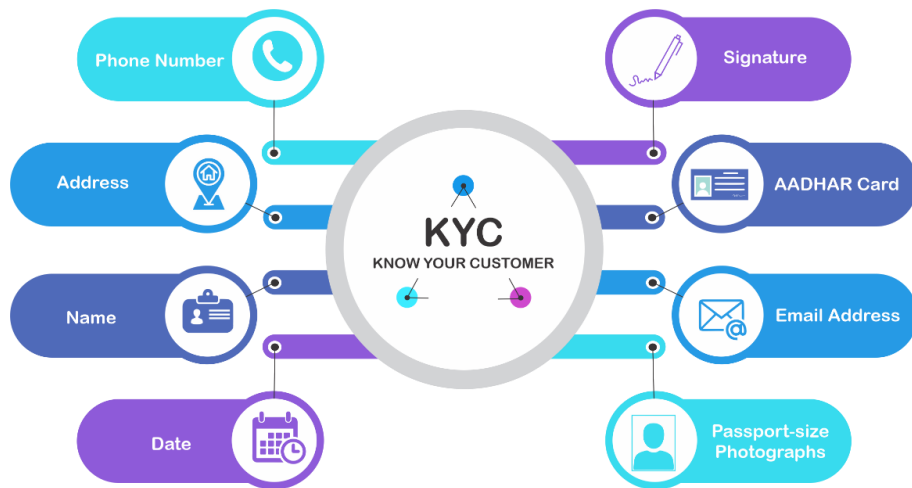 Phone Number
Signature
Address
AADHAR Card
KYC
KNOW YOUR CUSTOMER
Name
Email Address
Date
Passport-size
Photographs